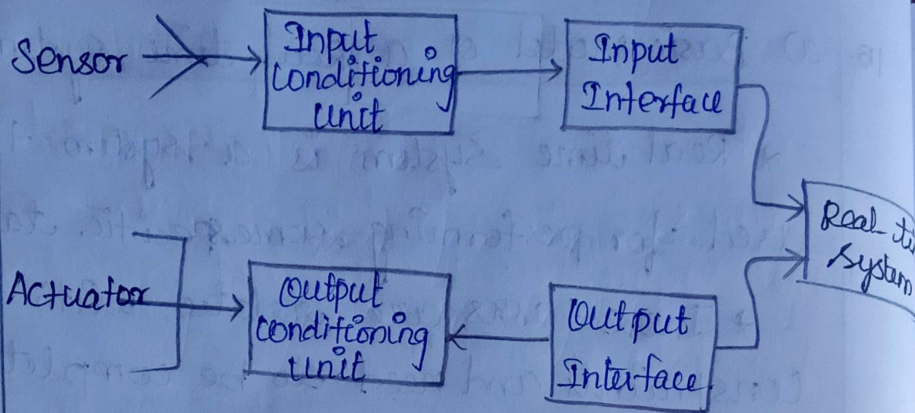 Sensor
Input
conditioning
Unit
Input
Interface
Real-ti
System
Actuator
Output
conditioning
unit
Output
Interface